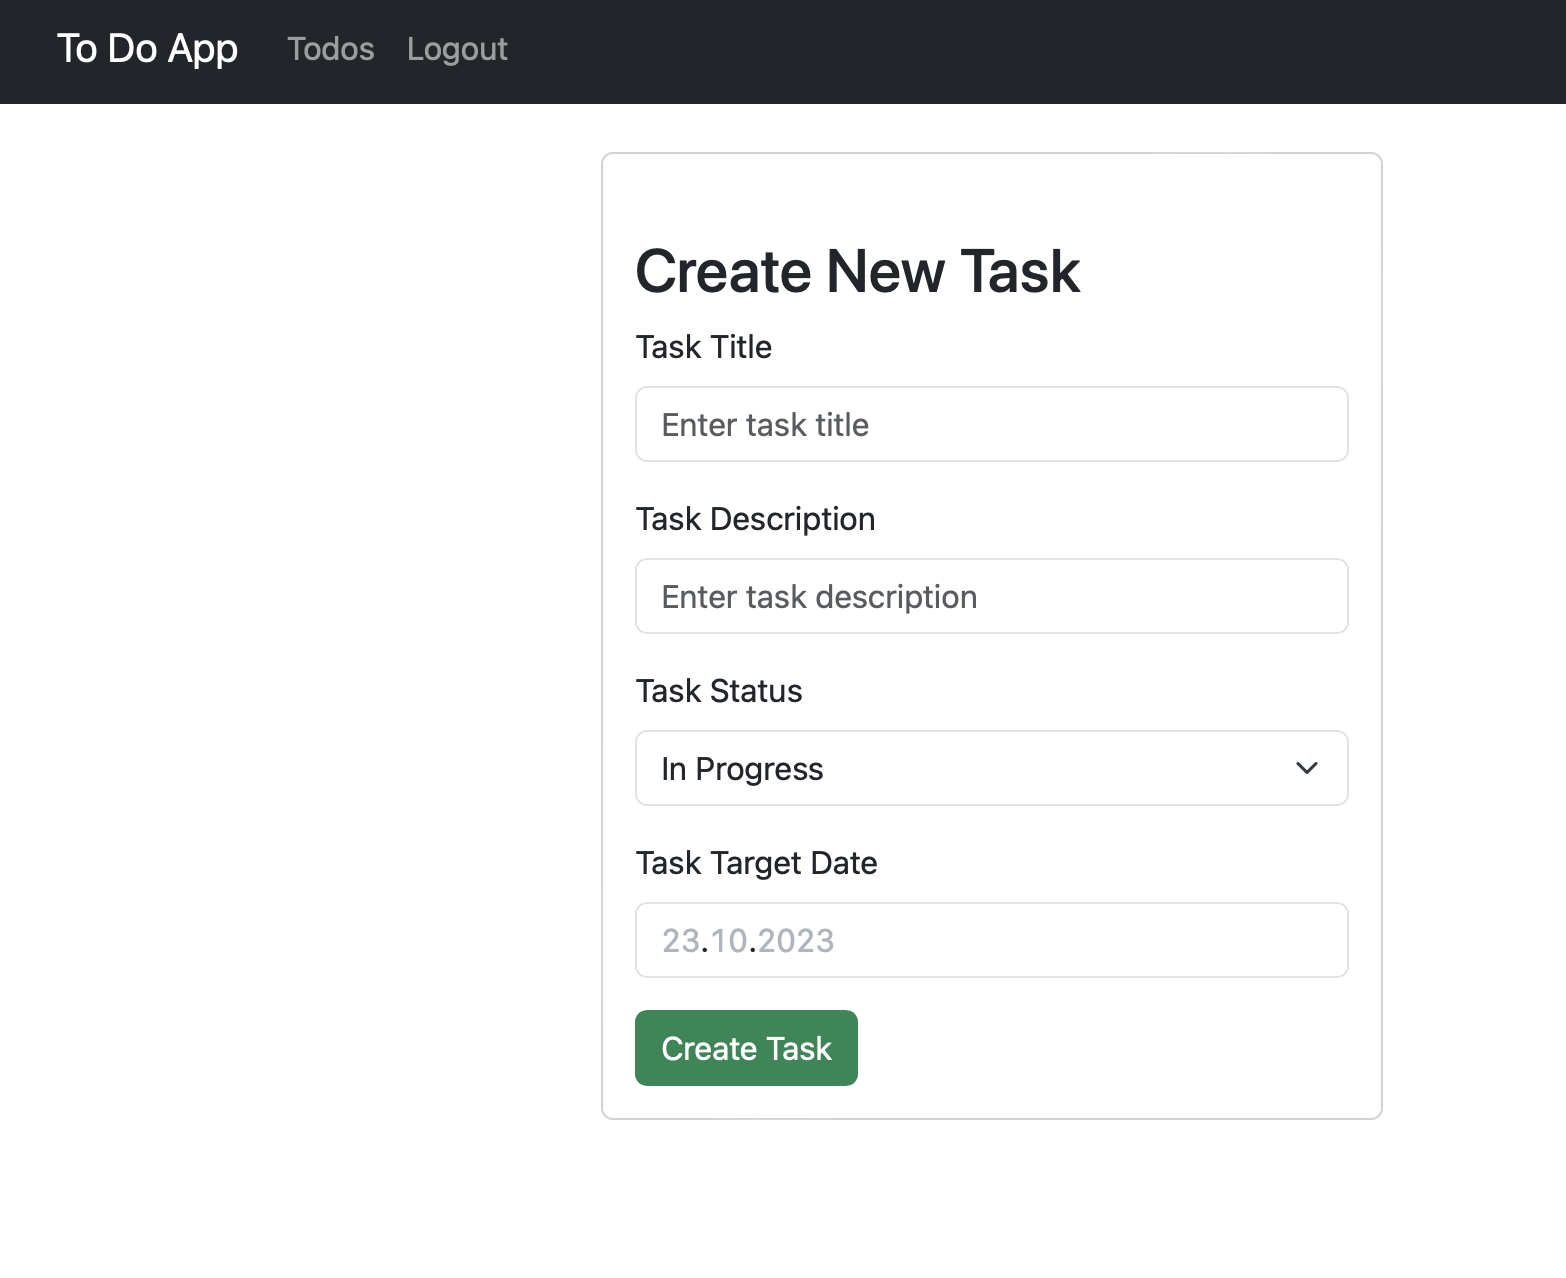 To Do App Todos Logout
Create New Task
Task Title
Enter task title
Task Description
Enter task description
Task Status
In Progress
Task Target Date
23.10.2023
Create Task